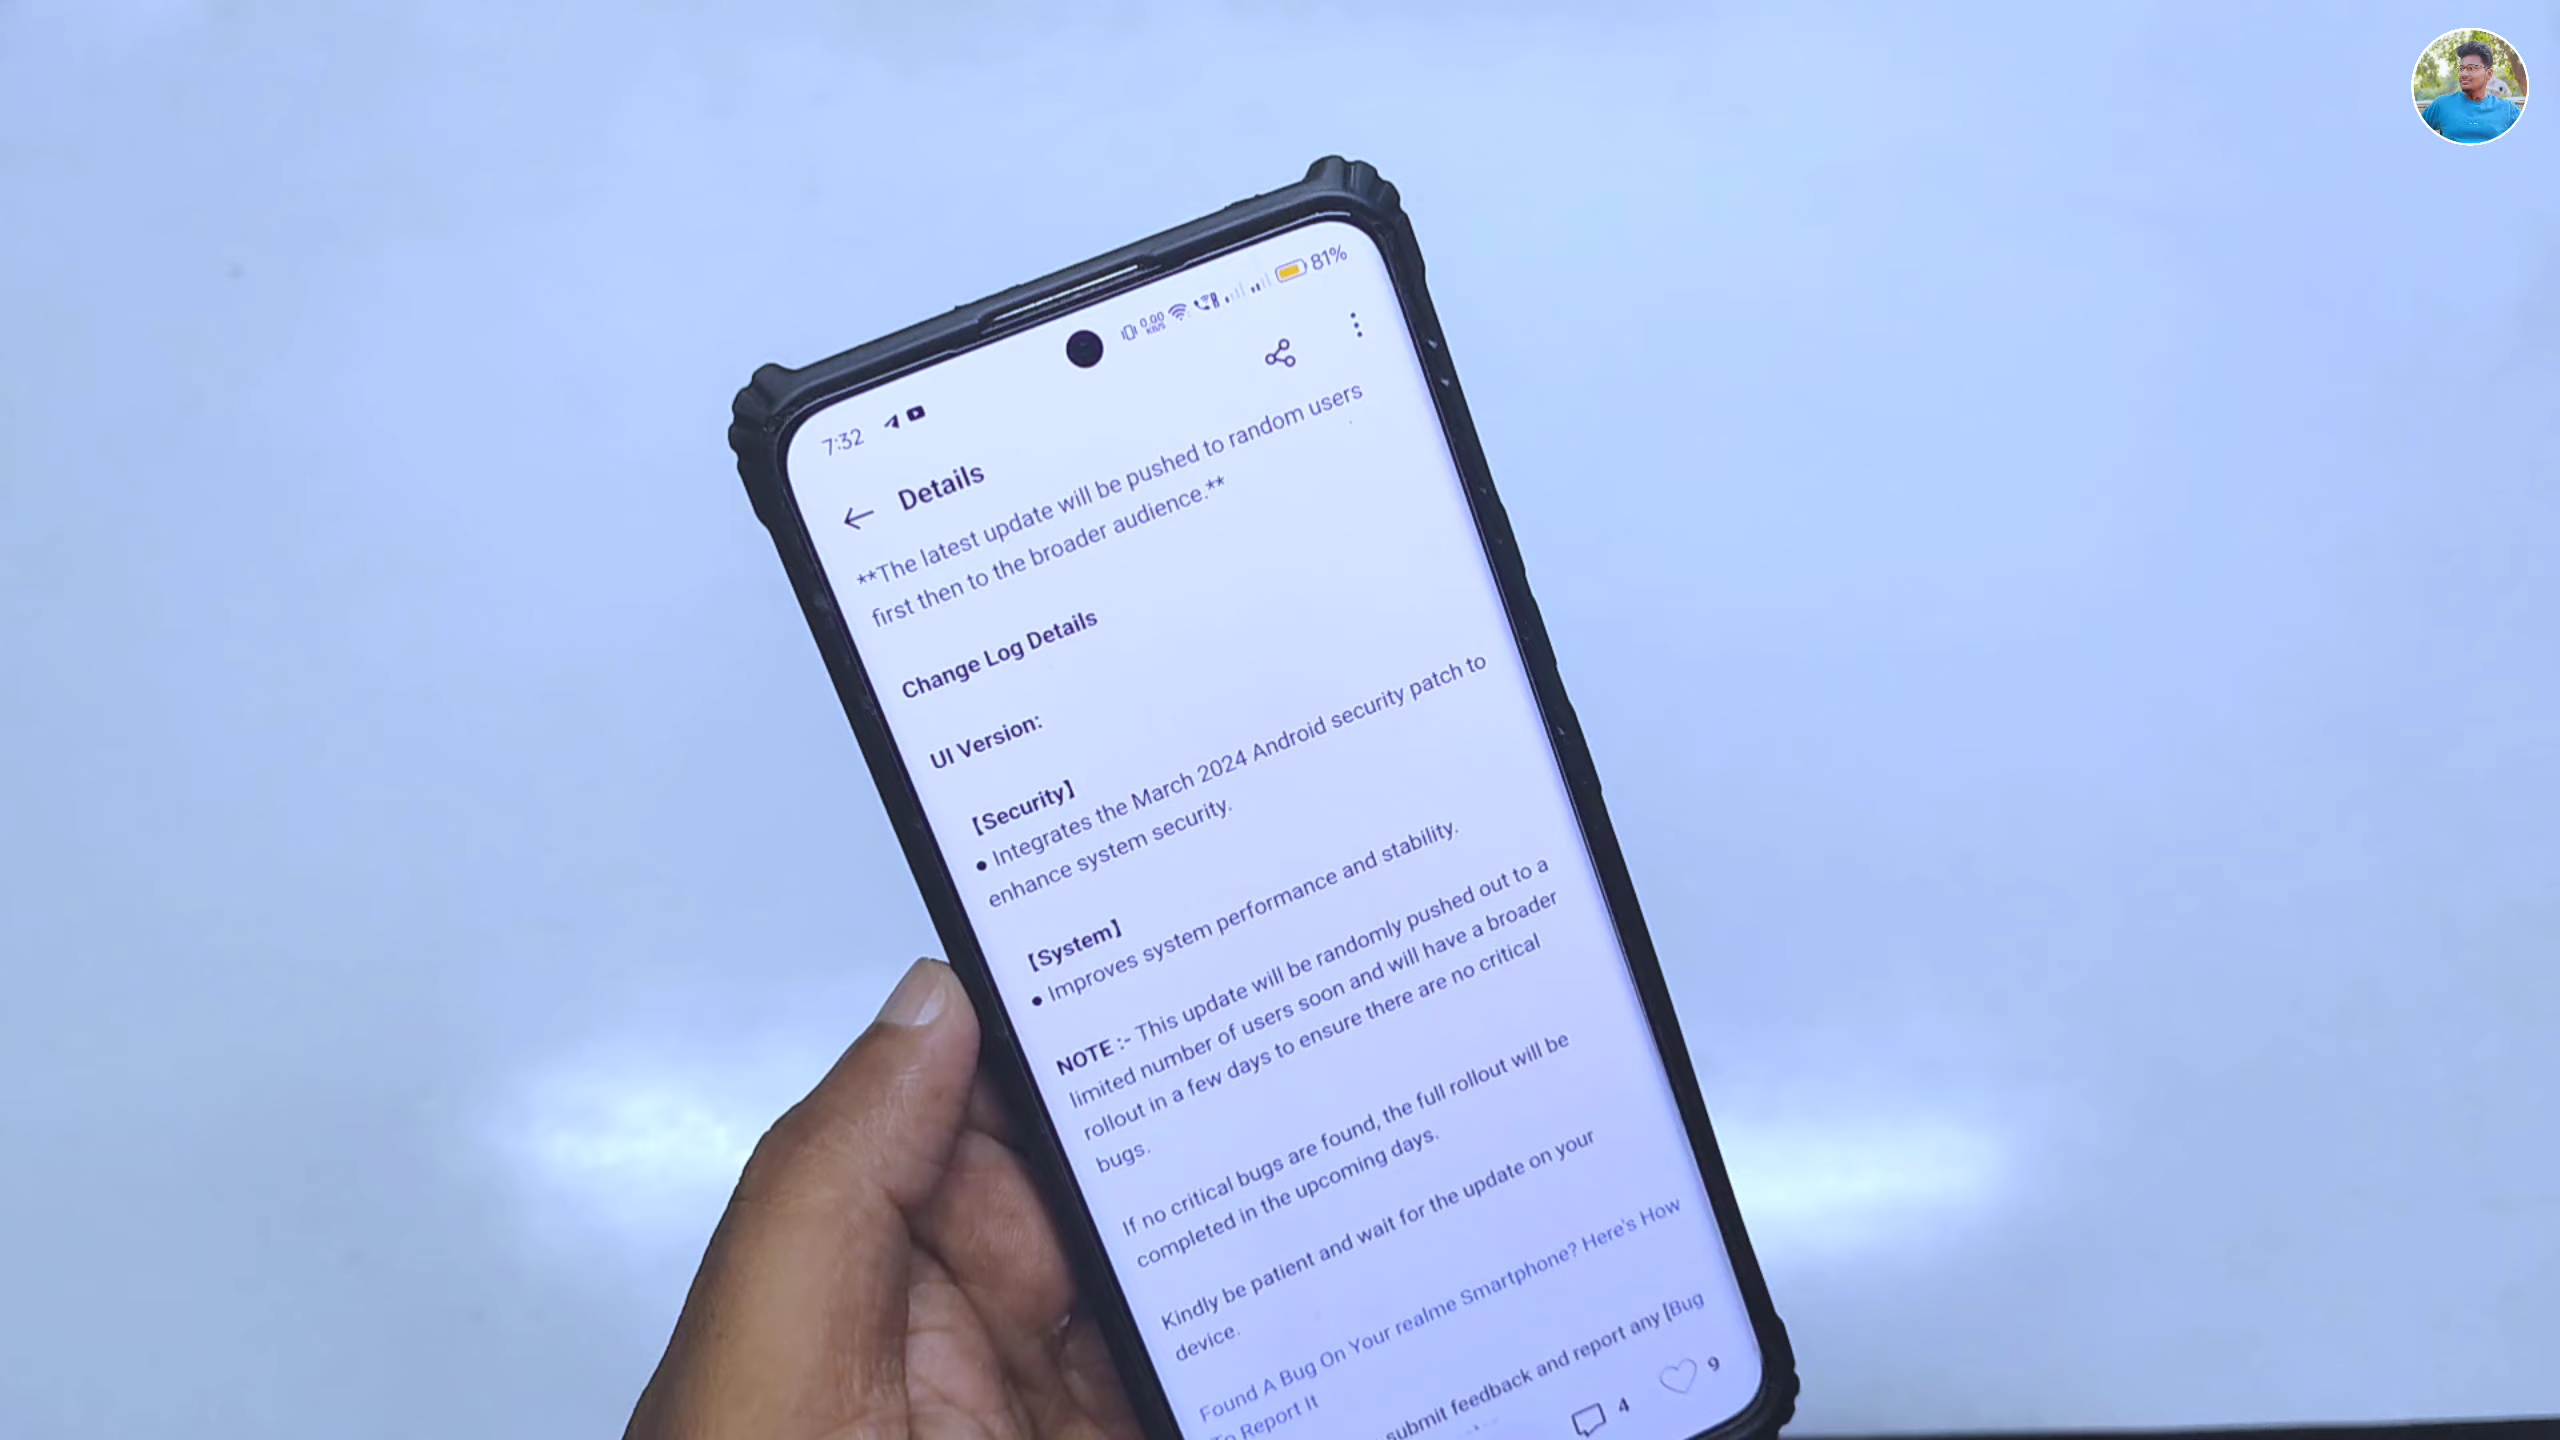 7:32
0.00
KB/S
81%
Details
**The latest update will be pushed to random users
first then to the broader audience.**
Change Log Details
UI Version:
【Security】
● Integrates the March 2024 Android security patch to
enhance system security.
【System】
● Improves system performance and stability.
NOTE :- This update will be randomly pushed out to a
limited number of users soon and will have a broader
rollout in a few days to ensure there are no critical
bugs.
If no critical bugs are found, the full rollout will be
completed in the upcoming days.
Kindly be patient and wait for the update on your
device.
Found A Bug On Your realme Smartphone? Here's How
To Report It
submit feedback and report any [Bug
4
9